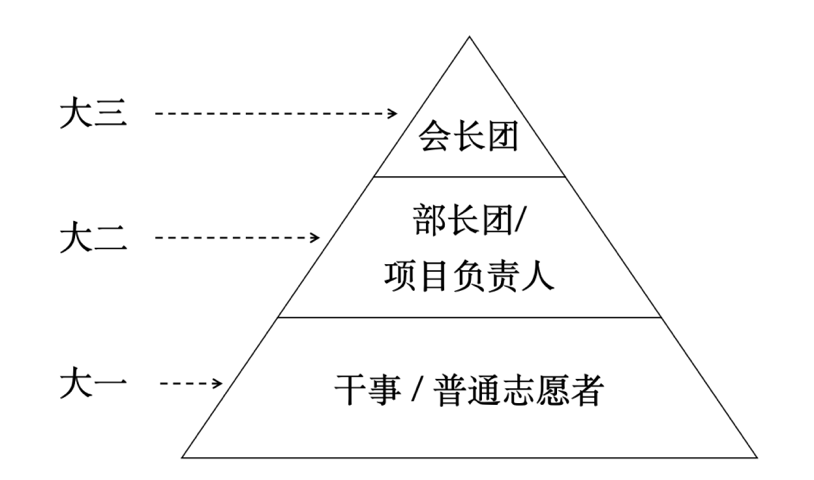 大三
会长团
大二
部长团/
项目负责人
大一
干事 / 普通志愿者